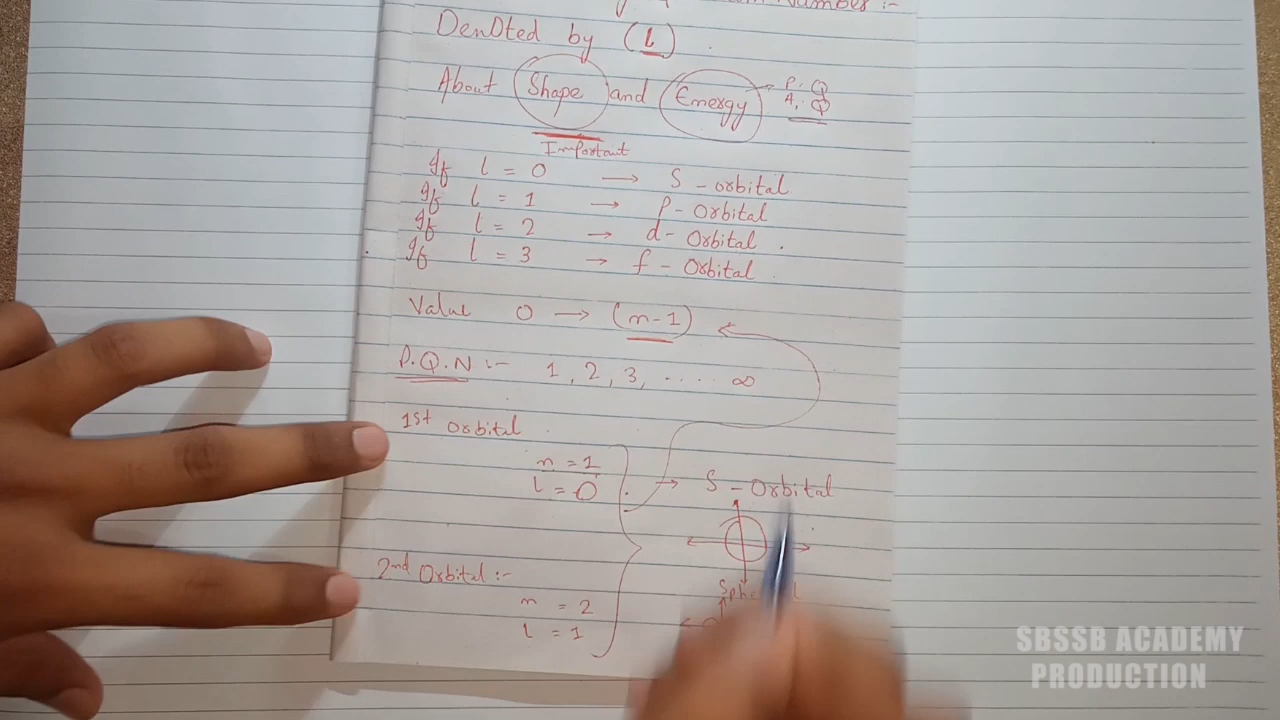 Number :-
DenOted by (l)
About Shape and Energy → P. Q
A. Q
Important
If l = 0 → S - orbital
If l = 1 → P - Orbital
If l = 2 → d - Orbital
If l = 3 → f - Orbital
Value 0 → (n-1)
P.Q.N :- 1, 2, 3, ..... ∞
1st orbital
n = 1
l = 0 → S - Orbital
2nd Orbital :-
n = 2
l = 1
SBSSB ACADEMY
PRODUCTION